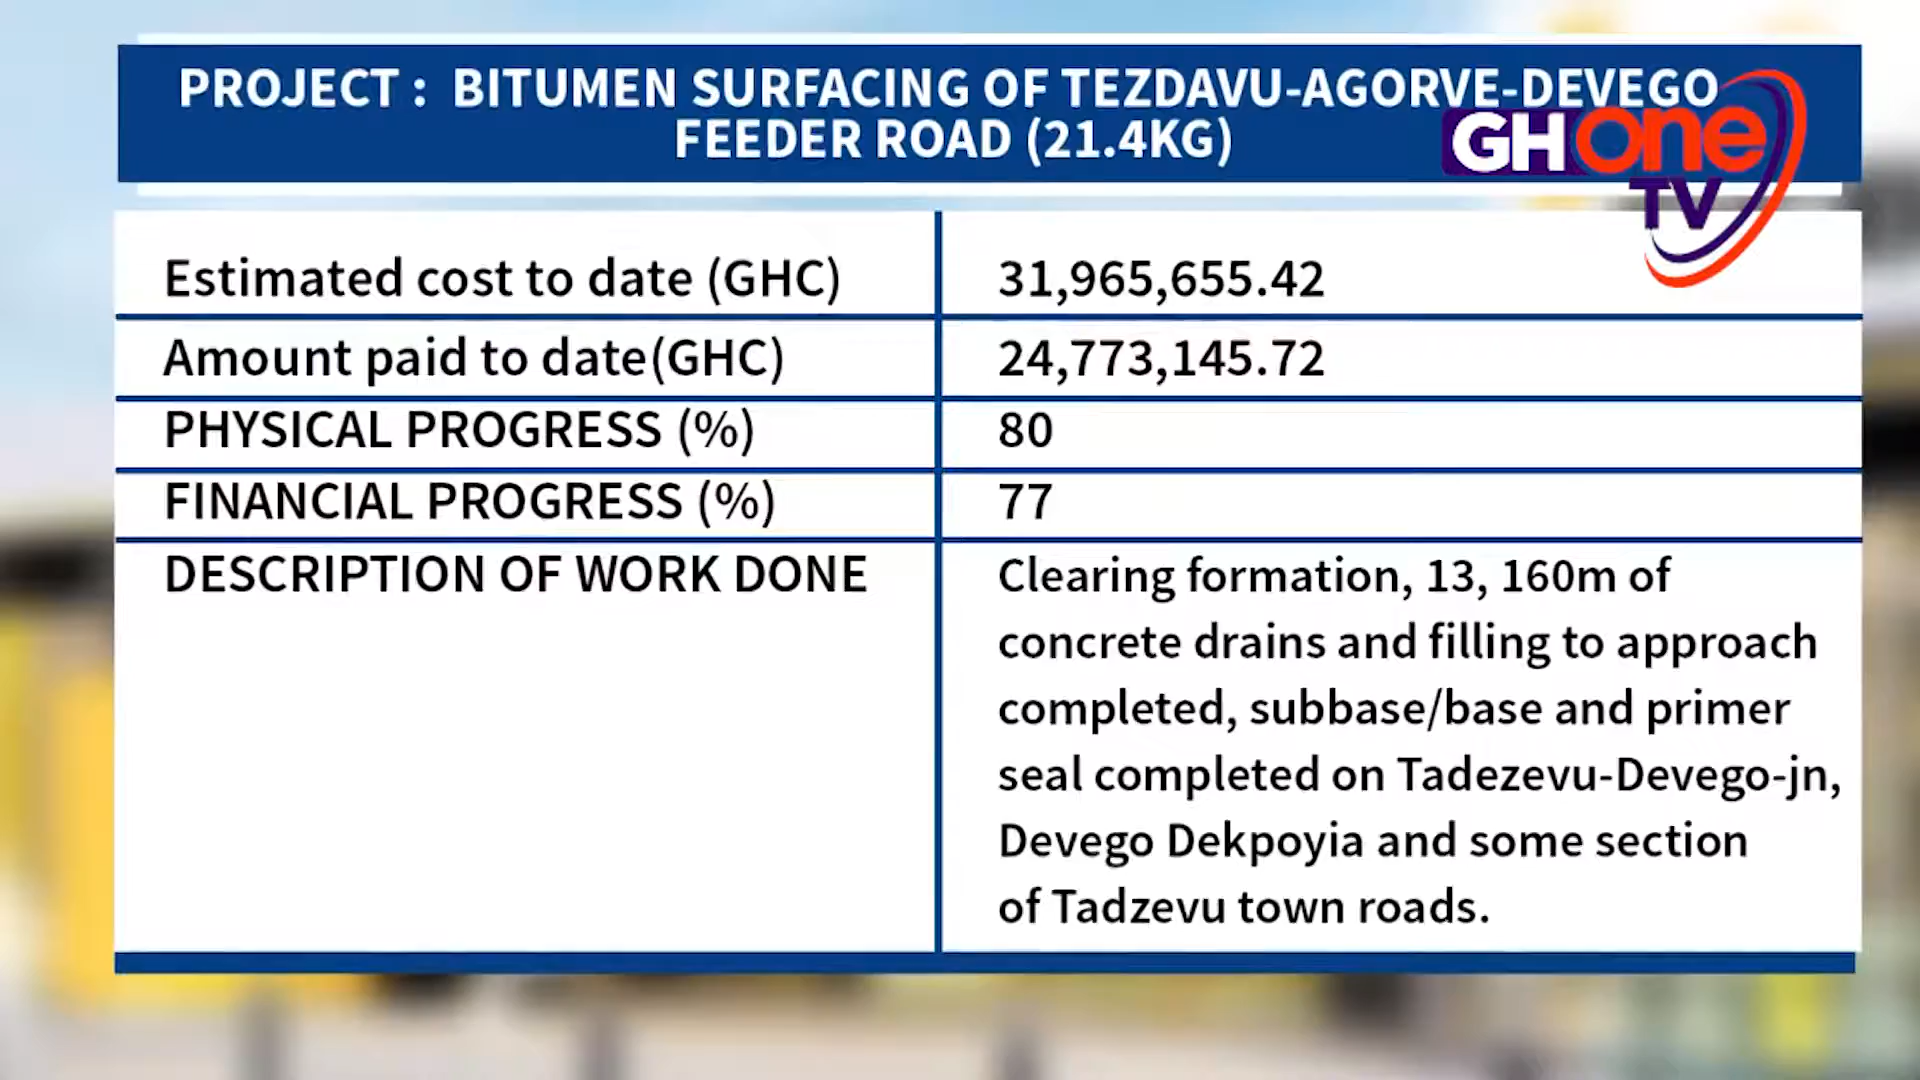 PROJECT : BITUMEN SURFACING OF TEZDAVU-AGORVE-DEVEGO
FEEDER ROAD (21.4KG)
GHOne
TV
Estimated cost to date (GHC) 31,965,655.42
Amount paid to date(GHC) 24,773,145.72
PHYSICAL PROGRESS (%) 80
FINANCIAL PROGRESS (%) 77
DESCRIPTION OF WORK DONE Clearing formation, 13, 160m of
concrete drains and filling to approach
completed, subbase/base and primer
seal completed on Tadezevu-Devego-jn,
Devego Dekpoyia and some section
of Tadzevu town roads.